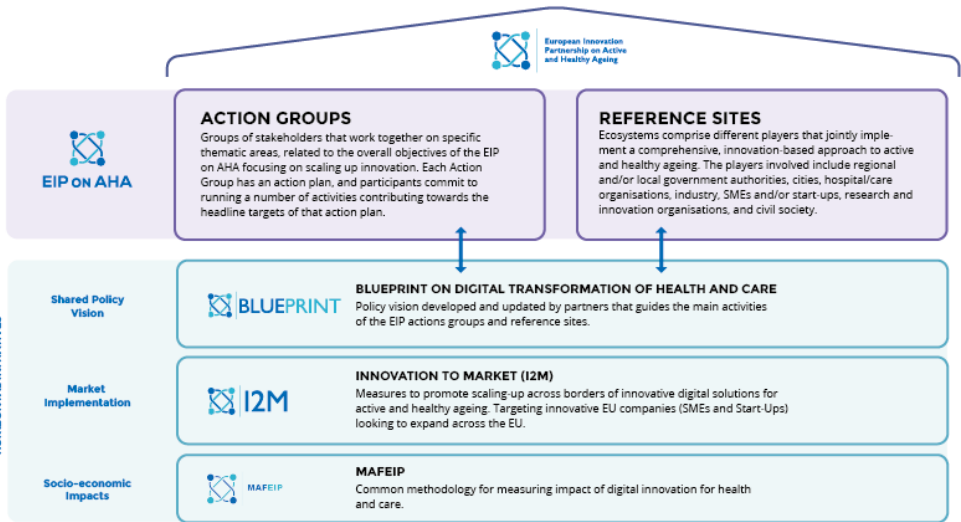 European Innovation
Partnership on Active
and Healthy Ageing
EIP ON AHA
ACTION GROUPS
Groups of stakeholders that work together on specific
thematic areas, related to the overall objectives of the EIP
on AHA focusing on scaling up innovation. Each Action
Group has an action plan, and participants commit to
running a number of activities contributing towards the
headline targets of that action plan.
REFERENCE SITES
Ecosystems comprise different players that jointly imple-
ment a comprehensive, innovation-based approach to active
and healthy ageing. The players involved include regional
and/or local government authorities, cities, hospital/care
organisations, industry, SMEs and/or start-ups, research and
innovation organisations, and civil society.
Shared Policy
Vision
BLUEPRINT
BLUEPRINT ON DIGITAL TRANSFORMATION OF HEALTH AND CARE
Policy vision developed and updated by partners that guides the main activities
of the EIP actions groups and reference sites.
Market
Implementation
I2M
INNOVATION TO MARKET (I2M)
Measures to promote scaling-up across borders of innovative digital solutions for
active and healthy ageing. Targeting innovative EU companies (SMEs and Start-Ups)
looking to expand across the EU.
Socio-economic
Impacts
MAFEIP
MAFEIP
Common methodology for measuring impact of digital innovation for health
and care.